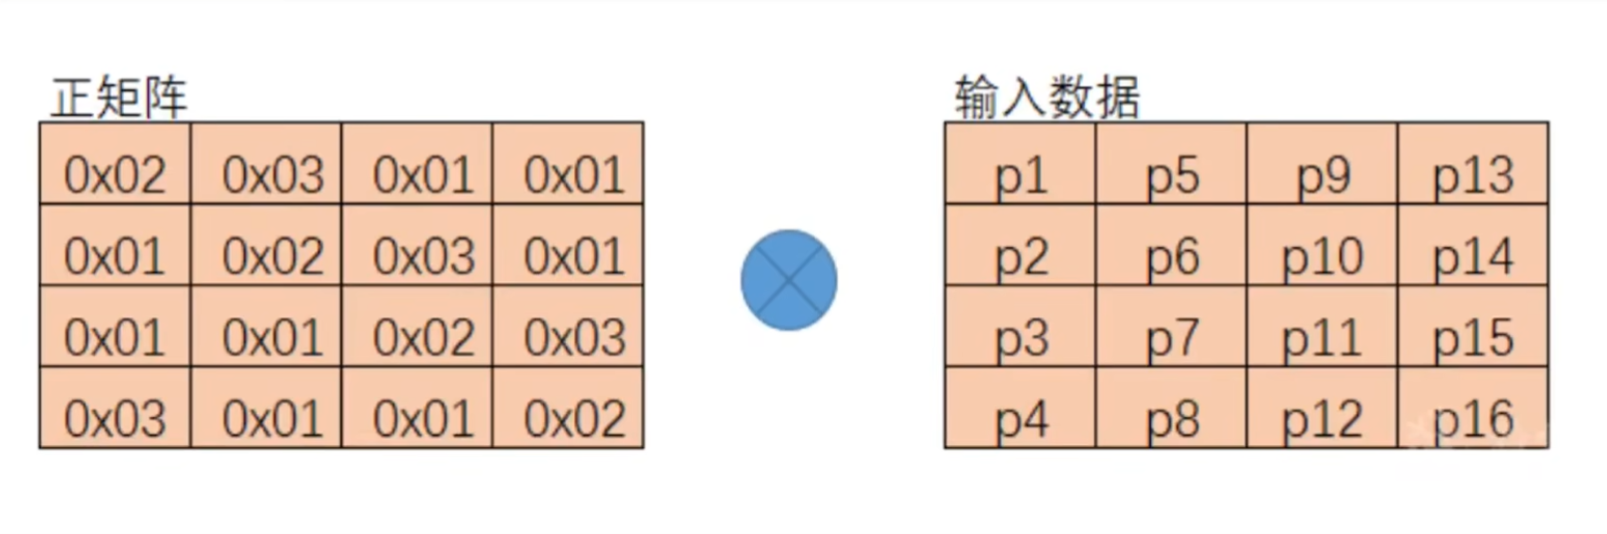 正矩阵 输入数据
0x02 0x03 0x01 0x01 p1 p5 p9 p13
0x01 0x02 0x03 0x01 p2 p6 p10 p14
0x01 0x01 0x02 0x03 p3 p7 p11 p15
0x03 0x01 0x01 0x02 p4 p8 p12 p16